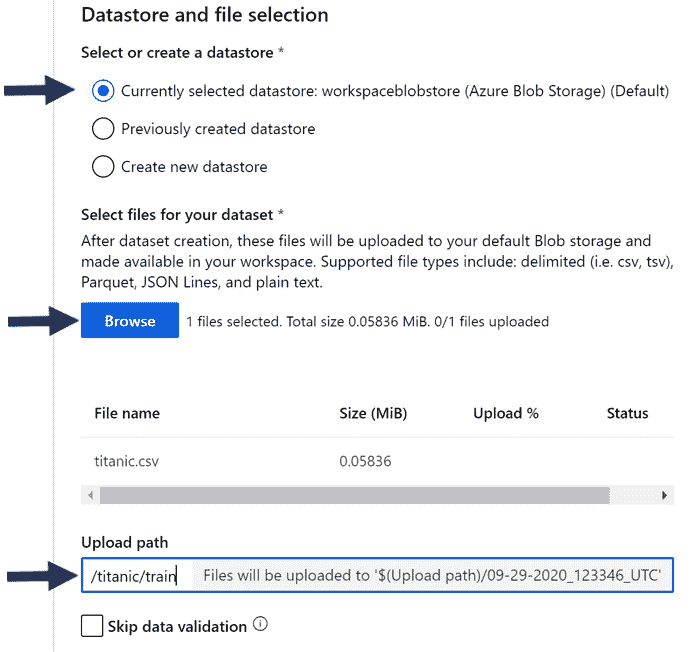 Datastore and file selection
Select or create a datastore *
Currently selected datastore: workspaceblobstore (Azure Blob Storage) (Default)
Previously created datastore
Create new datastore
Select files for your dataset *
After dataset creation, these files will be uploaded to your default Blob storage and
made available in your workspace. Supported file types include: delimited (i.e. csv, tsv),
Parquet, JSON Lines, and plain text.
Browse 1 files selected. Total size 0.05836 MiB. 0/1 files uploaded
File name Size (MiB) Upload % Status
titanic.csv 0.05836
Upload path
/titanic/train Files will be uploaded to '$(Upload path)/09-29-2020_123346_UTC'
Skip data validation